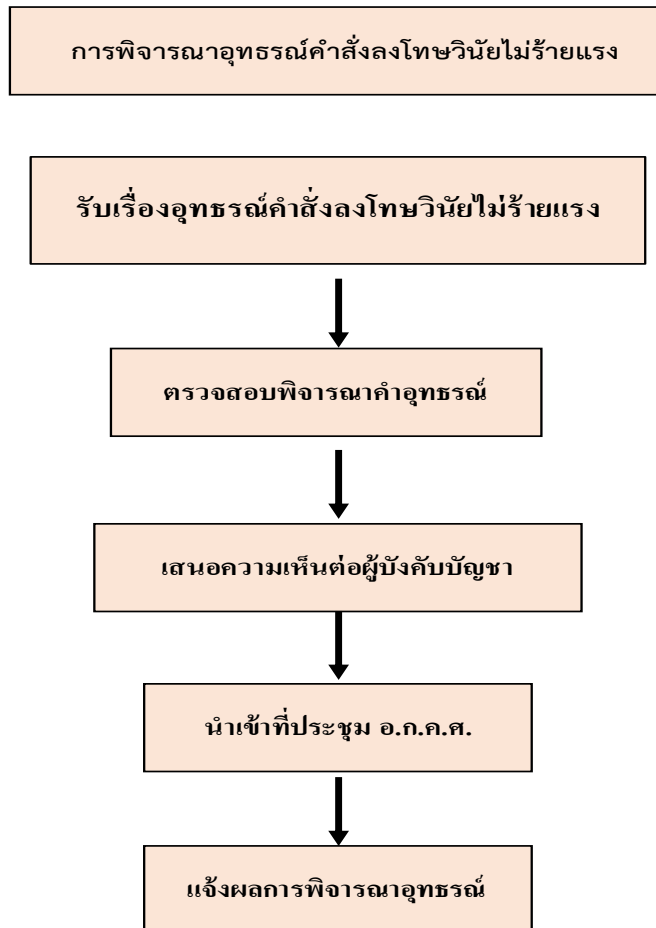 การพิจารณาอุทธรณ์คำสั่งลงโทษวินัยไม่ร้ายแรง
รับเรื่องอุทธรณ์คำสั่งลงโทษวินัยไม่ร้ายแรง
ตรวจสอบพิจารณาคำอุทธรณ์
เสนอความเห็นต่อผู้บังคับบัญชา
นำเข้าที่ประชุม อ.ก.ค.ศ.
แจ้งผลการพิจารณาอุทธรณ์